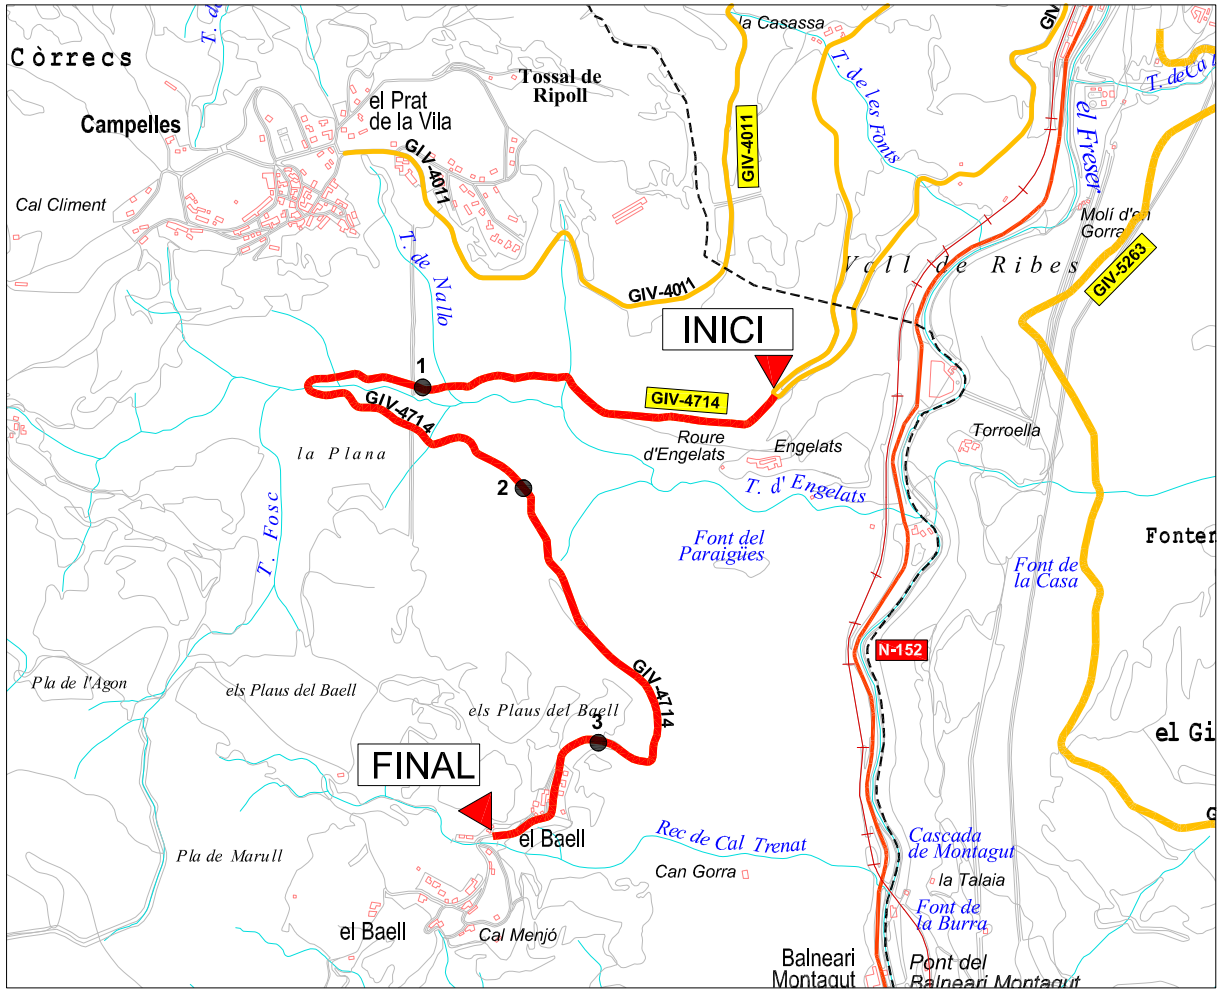 la Casassa
GIV
Còrrecs
T. de
Tossal de
Ripoll
T. de les Fonts
T. de Ca
el Prat
de la Vila
Campelles
GIV-4011
GIV-4011
el Freser
Cal Climent
Molí d'en
Gorra
T. de Nallo
Vall de Ribes
GIV-5263
GIV-4011
INICI
1
GIV-4714
GIV-4714
Roure
d'Engelats
Engelats
Torroella
la Plana
2
T. d' Engelats
T. Fosc
Font del
Paraigües
Fonter
Font de
la Casa
N-152
GIV-4714
Pla de l'Agon
els Plaus del Baell
els Plaus del Baell
3
el Gi
FINAL
G
el Baell
Rec de Cal Trenat
Cascada
de Montagut
Pla de Marull
Can Gorra
la Talaia
Font de
la Burra
el Baell
Cal Menjó
Balneari
Montagut
Pont del
Balneari Montagut